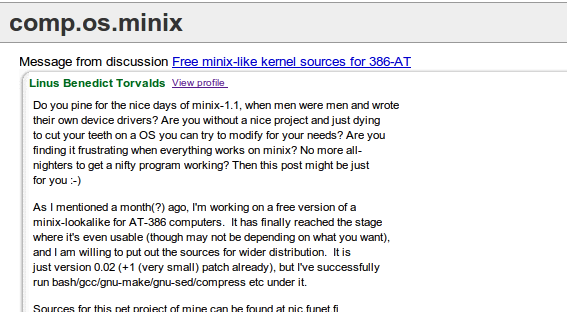 comp.os.minix
Message from discussion Free minix-like kernel sources for 386-AT
Linus Benedict Torvalds View profile
Do you pine for the nice days of minix-1.1, when men were men and wrote
their own device drivers? Are you without a nice project and just dying
to cut your teeth on a OS you can try to modify for your needs? Are you
finding it frustrating when everything works on minix? No more all-
nighters to get a nifty program working? Then this post might be just
for you :-)
As I mentioned a month(?) ago, I'm working on a free version of a
minix-lookalike for AT-386 computers. It has finally reached the stage
where it's even usable (though may not be depending on what you want),
and I am willing to put out the sources for wider distribution. It is
just version 0.02 (+1 (very small) patch already), but I've successfully
run bash/gcc/gnu-make/gnu-sed/compress etc under it.
Sources for this pet project of mine can be found at nic.funet.fi